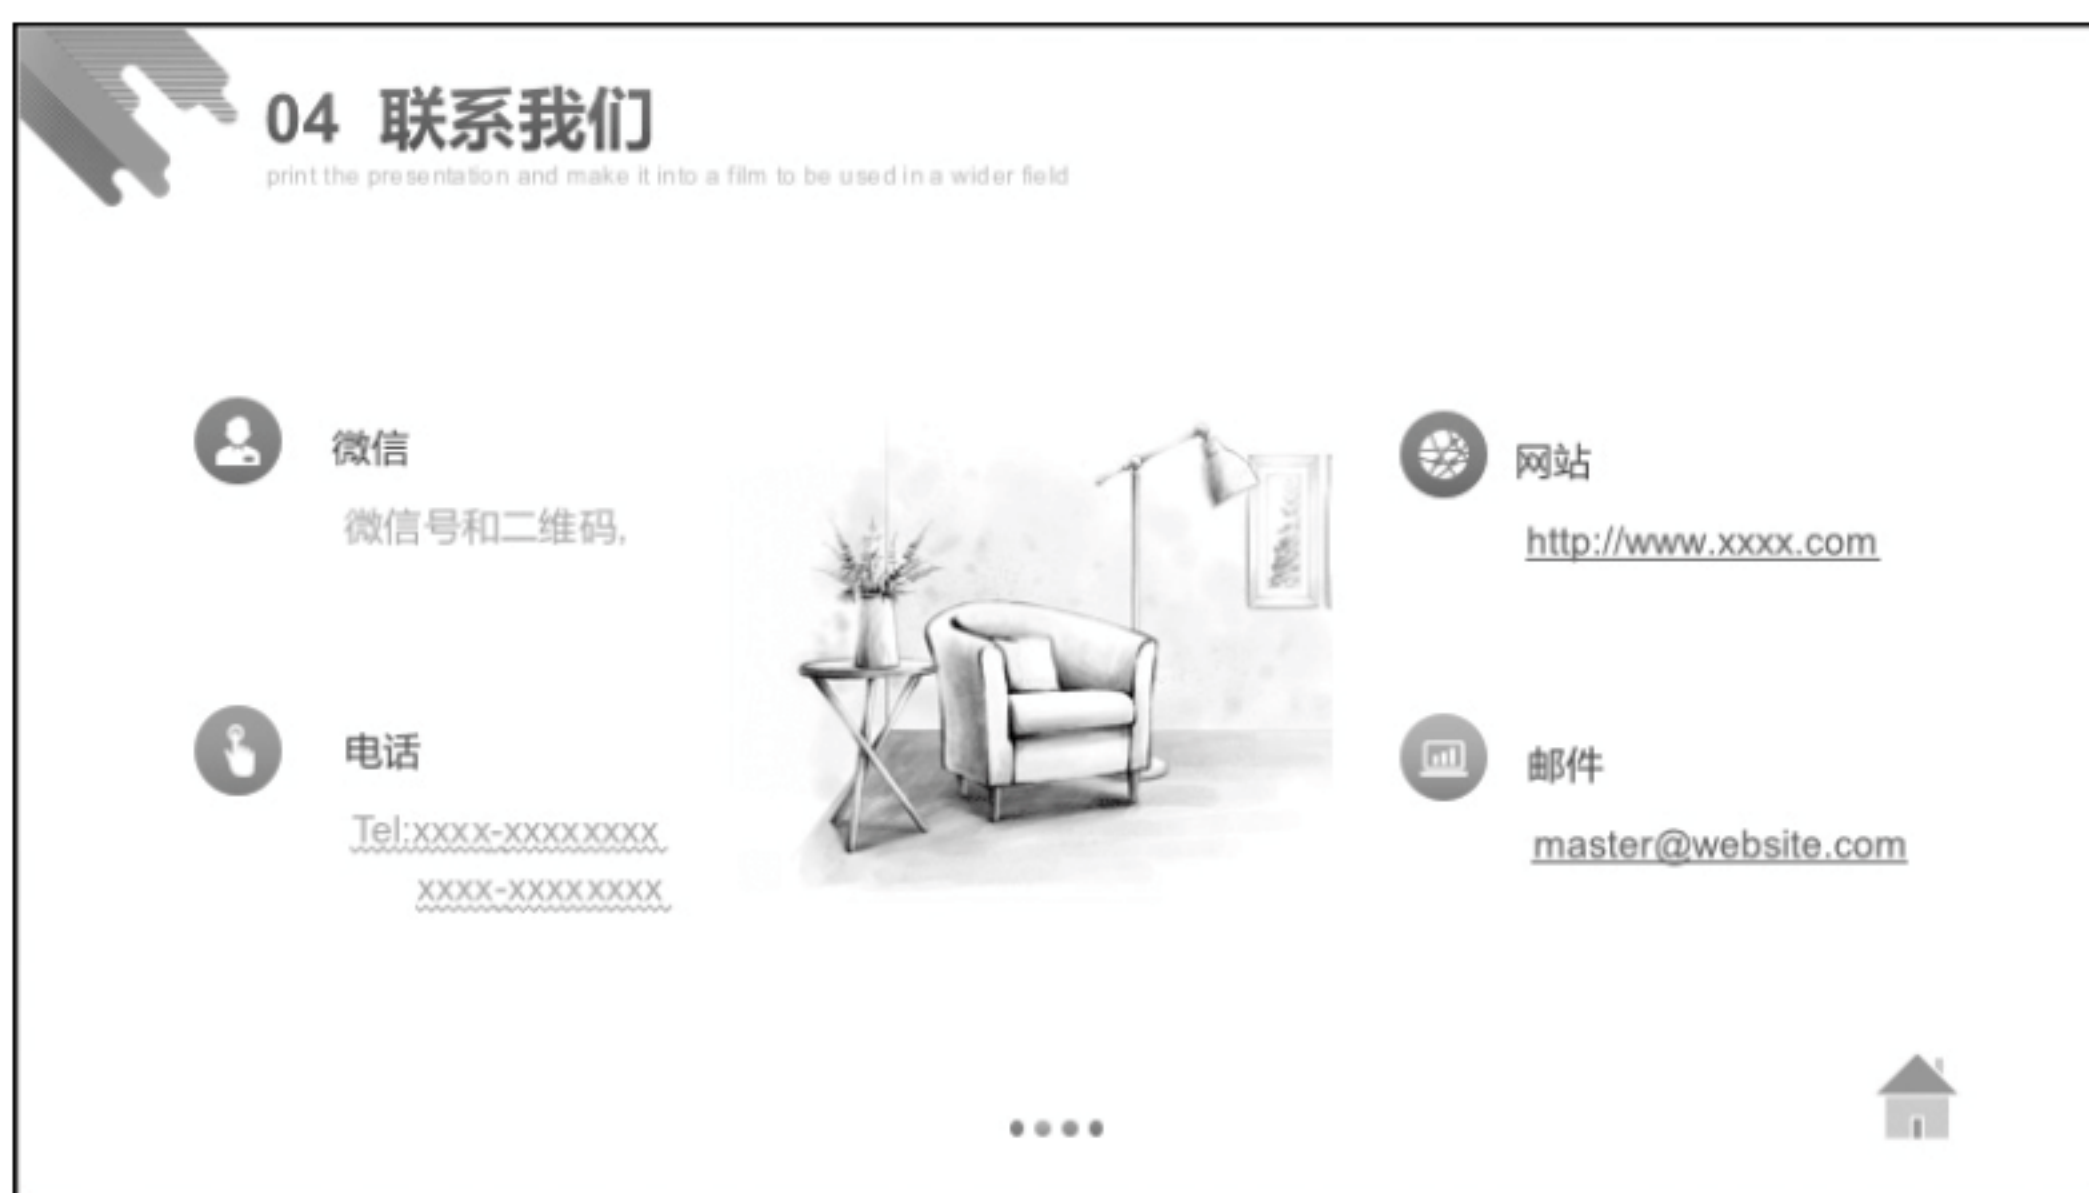 04 联系我们
print the presentation and make it into a film to be used in a wider field
微信
微信号和二维码,
电话
Tel:xxxx-xxxxxxxx
xxxx-xxxxxxxx
网站
http://www.xxxx.com
邮件
master@website.com